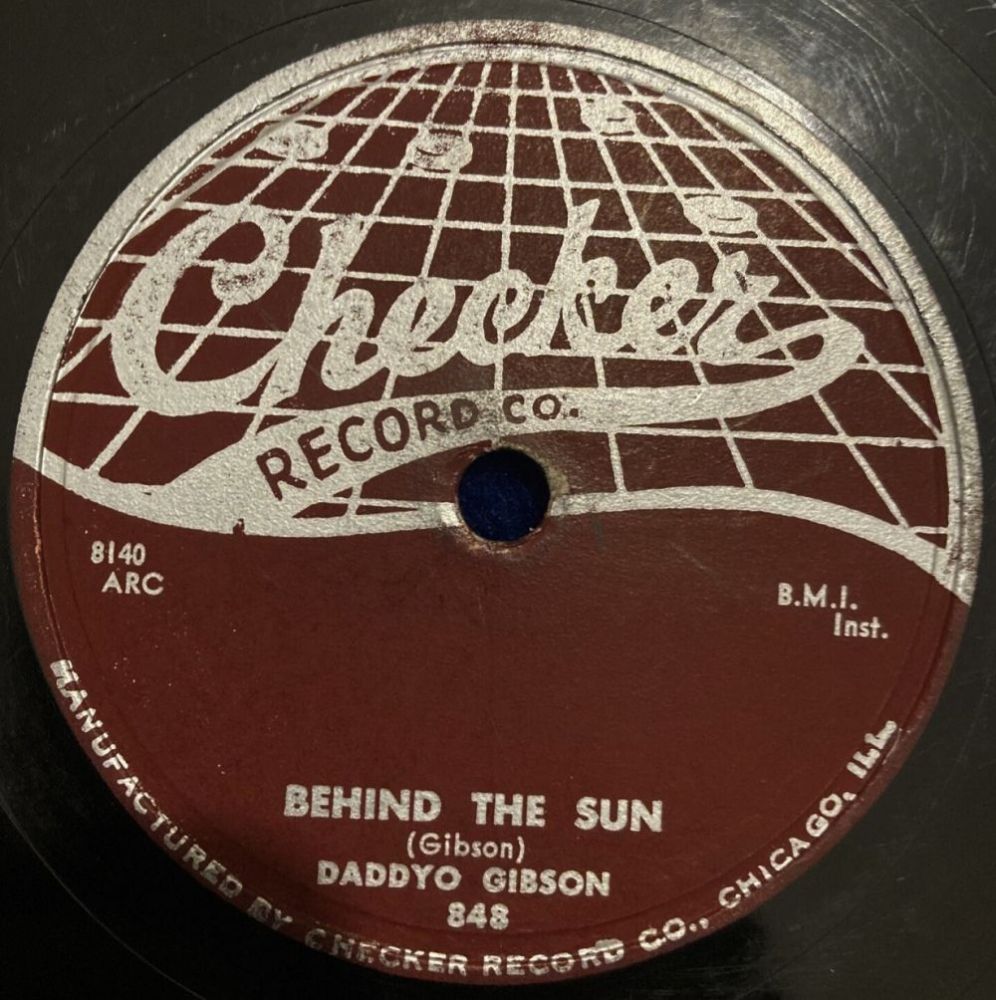 Checker
RECORD CO.
8140
ARC
B.M.I.
Inst.
BEHIND THE SUN
(Gibson)
DADDYO GIBSON
848
MANUFACTURED BY CHECKER RECORD CO., CHICAGO, ILL